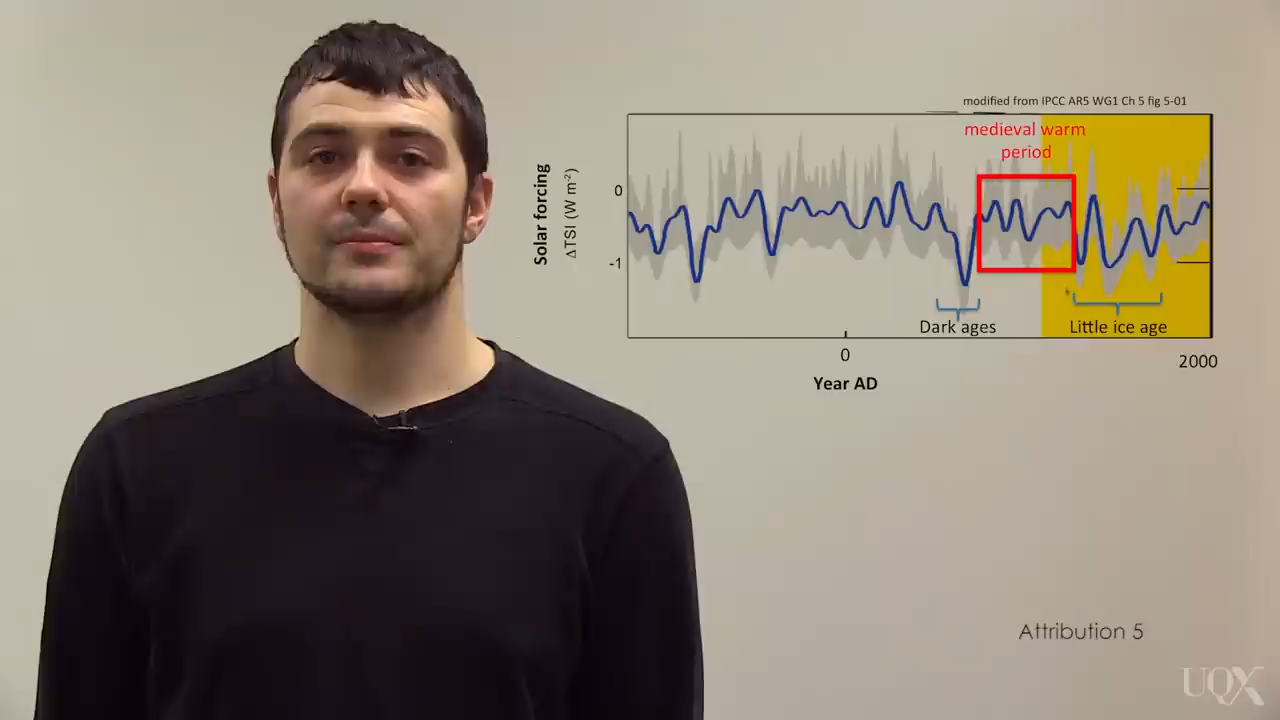 modified from IPCC AR5 WG1 Ch 5 fig 5-01
medieval warm
period
Solar forcing
ΔTSI (W m-2)
0
-1
Dark ages
Little ice age
0
2000
Year AD
Attribution 5
UQX